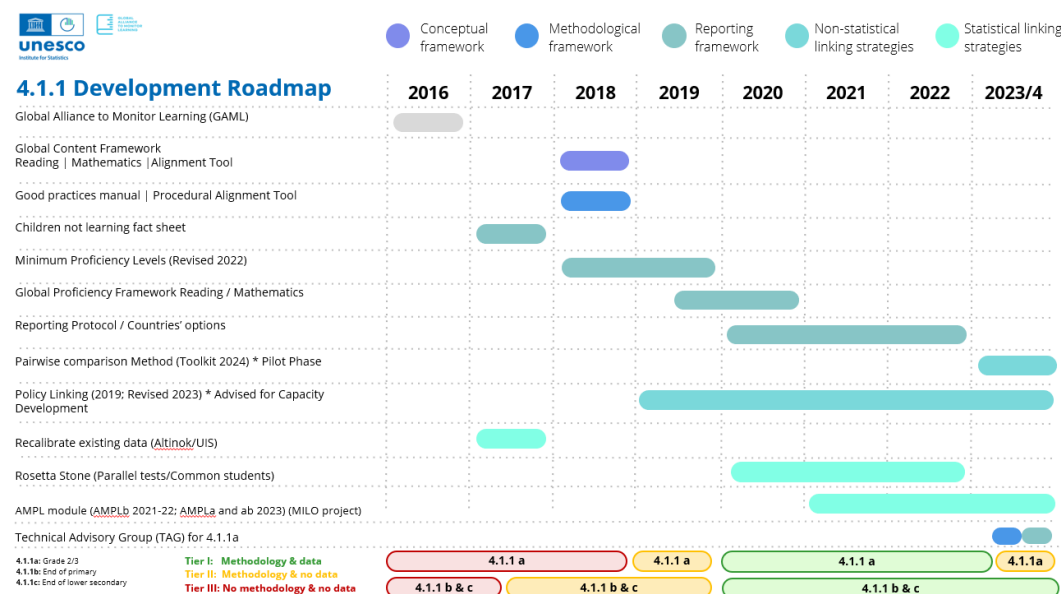 unesco
Institute for Statistics
GLOBAL
ALLIANCE
TO MONITOR
LEARNING
Conceptual
framework
Methodological
framework
Reporting
framework
Non-statistical
linking strategies
Statistical linking
strategies
4.1.1 Development Roadmap
2016
2017
2018
2019
2020
2021
2022
2023/4
Global Alliance to Monitor Learning (GAML)
Global Content Framework
Reading | Mathematics |Alignment Tool
Good practices manual | Procedural Alignment Tool
Children not learning fact sheet
Minimum Proficiency Levels (Revised 2022)
Global Proficiency Framework Reading / Mathematics
Reporting Protocol / Countries' options
Pairwise comparison Method (Toolkit 2024) * Pilot Phase
Policy Linking (2019; Revised 2023) * Advised for Capacity
Development
Recalibrate existing data (Altinok/UIS)
Rosetta Stone (Parallel tests/Common students)
AMPL module (AMPLb 2021-22; AMPLa and ab 2023) (MILO project)
Technical Advisory Group (TAG) for 4.1.1a
4.1.1a: Grade 2/3
4.1.1b: End of primary
4.1.1c: End of lower secondary
Tier I: Methodology & data
Tier II: Methodology & no data
Tier III: No methodology & no data
4.1.1 a
4.1.1 a
4.1.1 a
4.1.1a
4.1.1 b & c
4.1.1 b & c
4.1.1 b & c